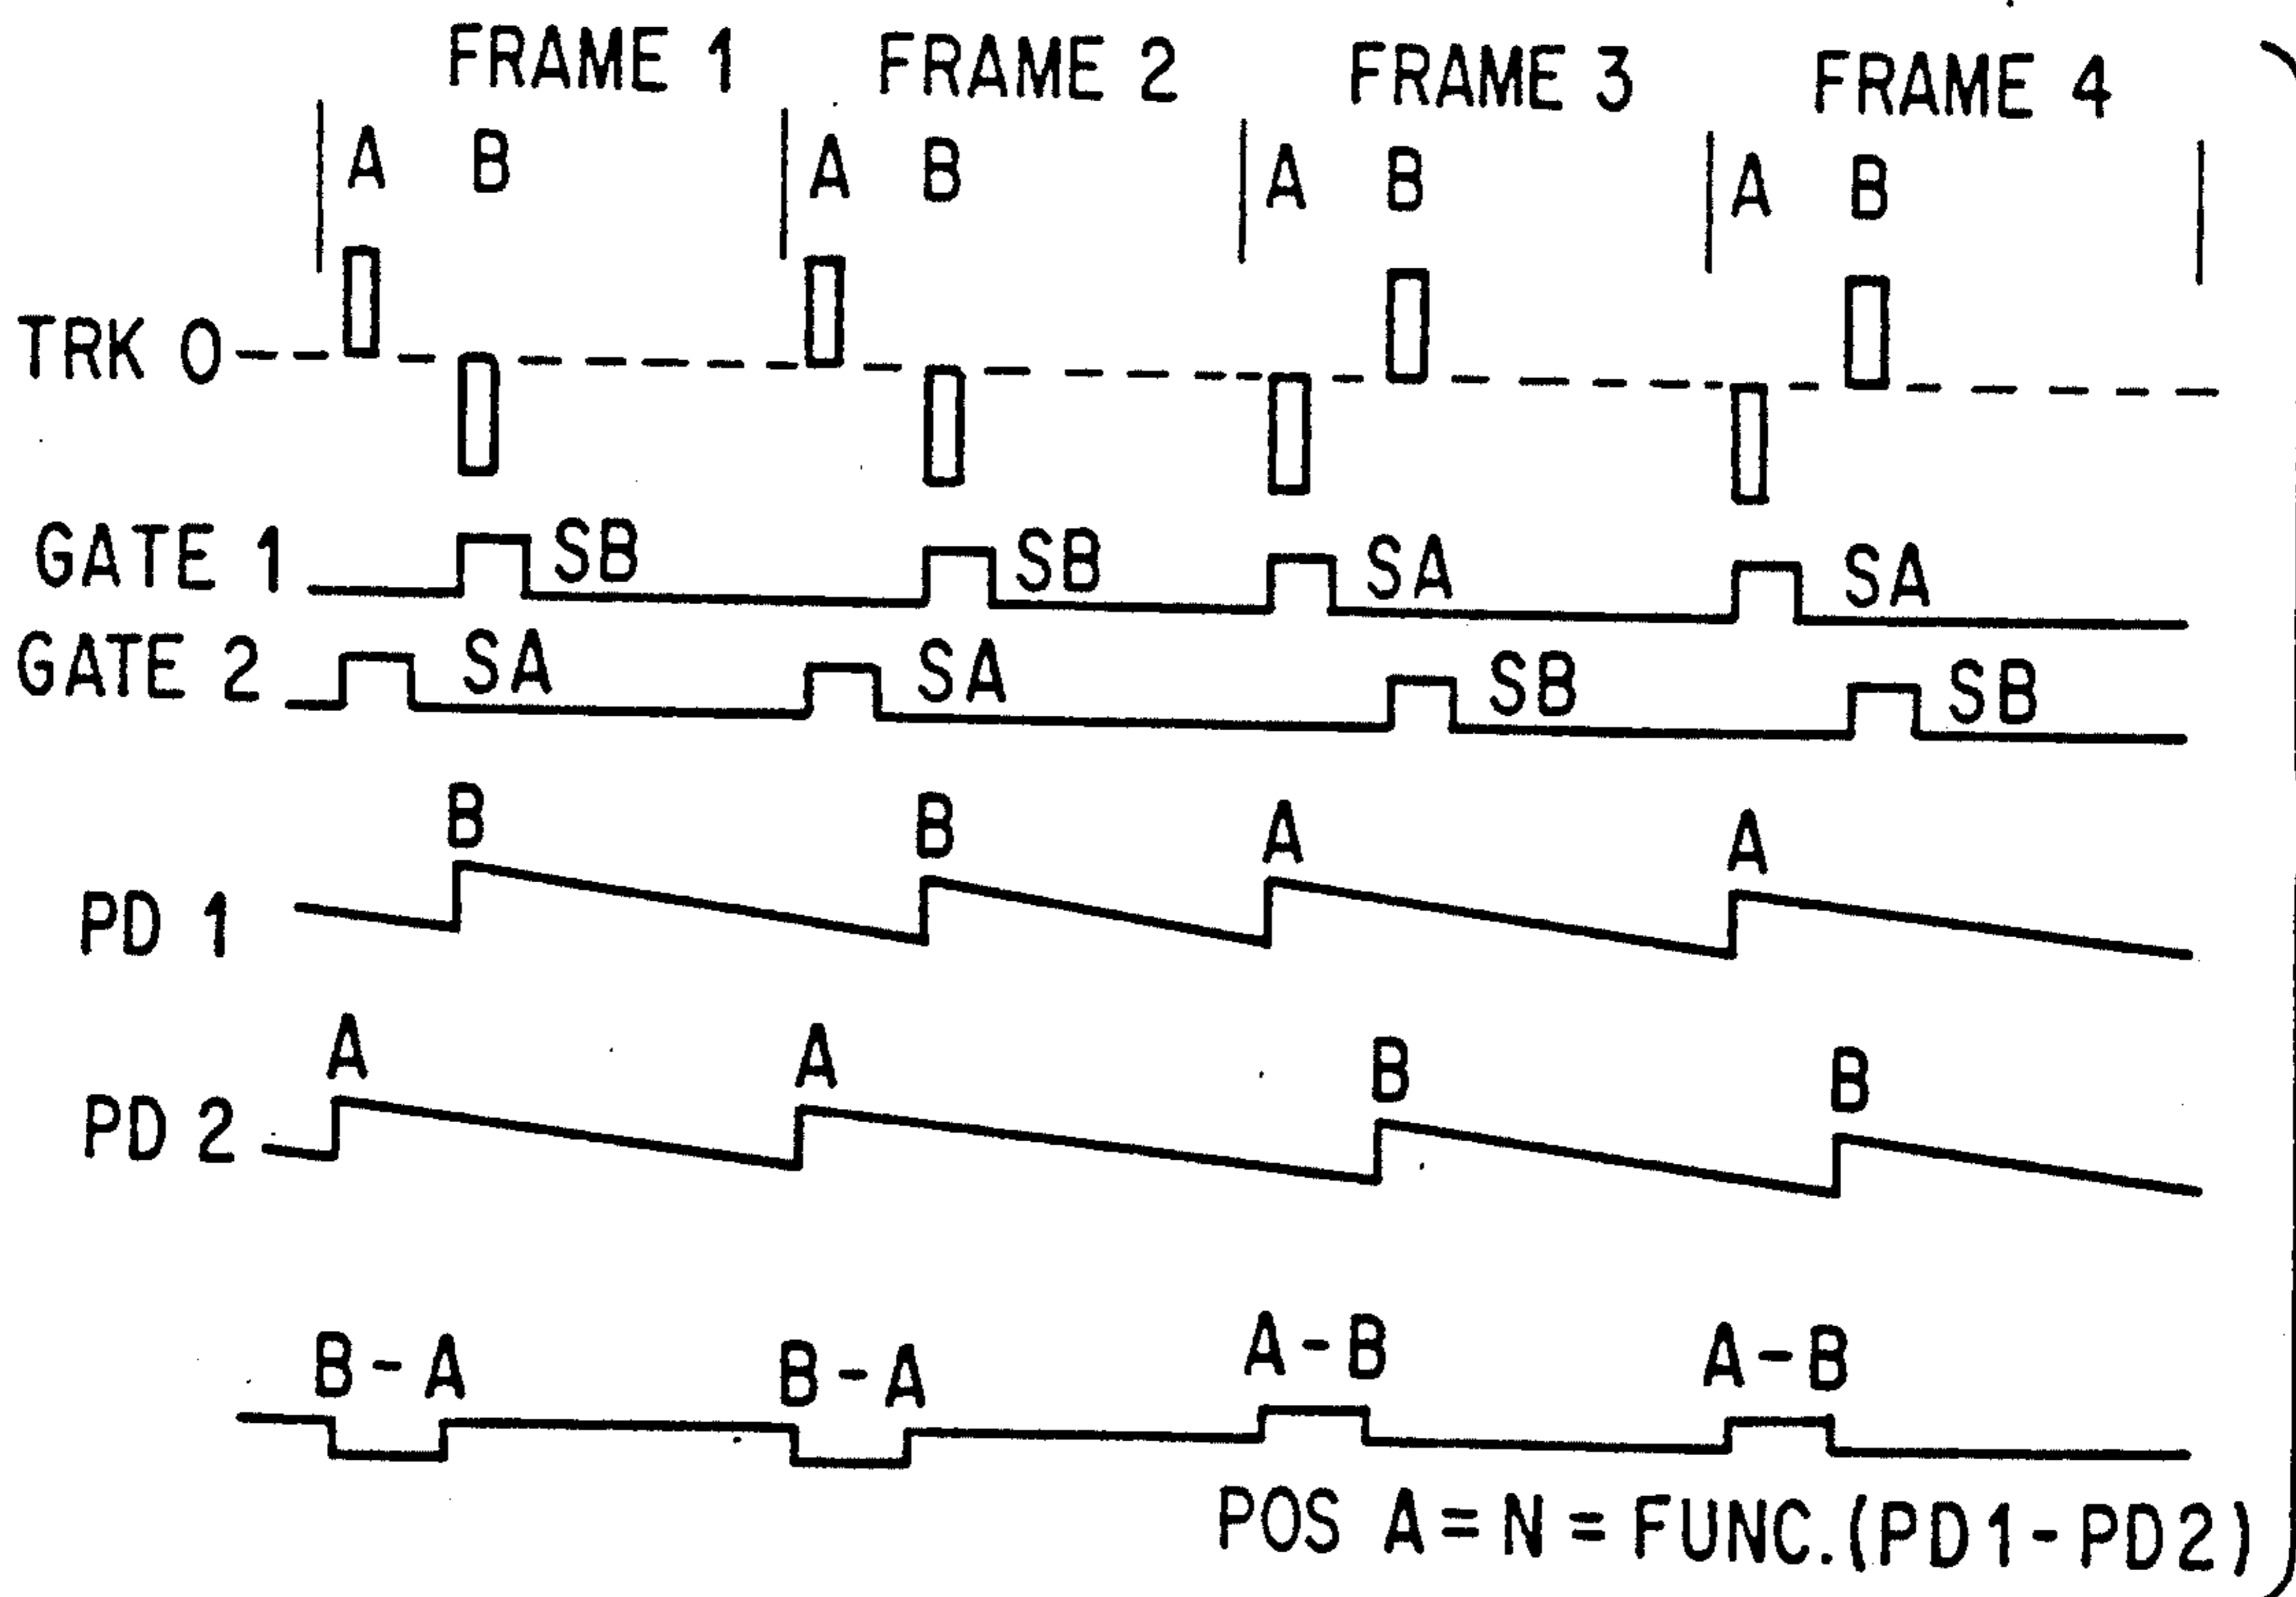 FRAME 1 FRAME 2 FRAME 3 FRAME 4
A B A B A B A B
TRK 0
GATE 1 SB SB SA SA
GATE 2 SA SA SB SB
B B A A
PD 1
A A B B
PD 2
B-A B-A A-B A-B
POS A = N = FUNC.(PD1-PD2)